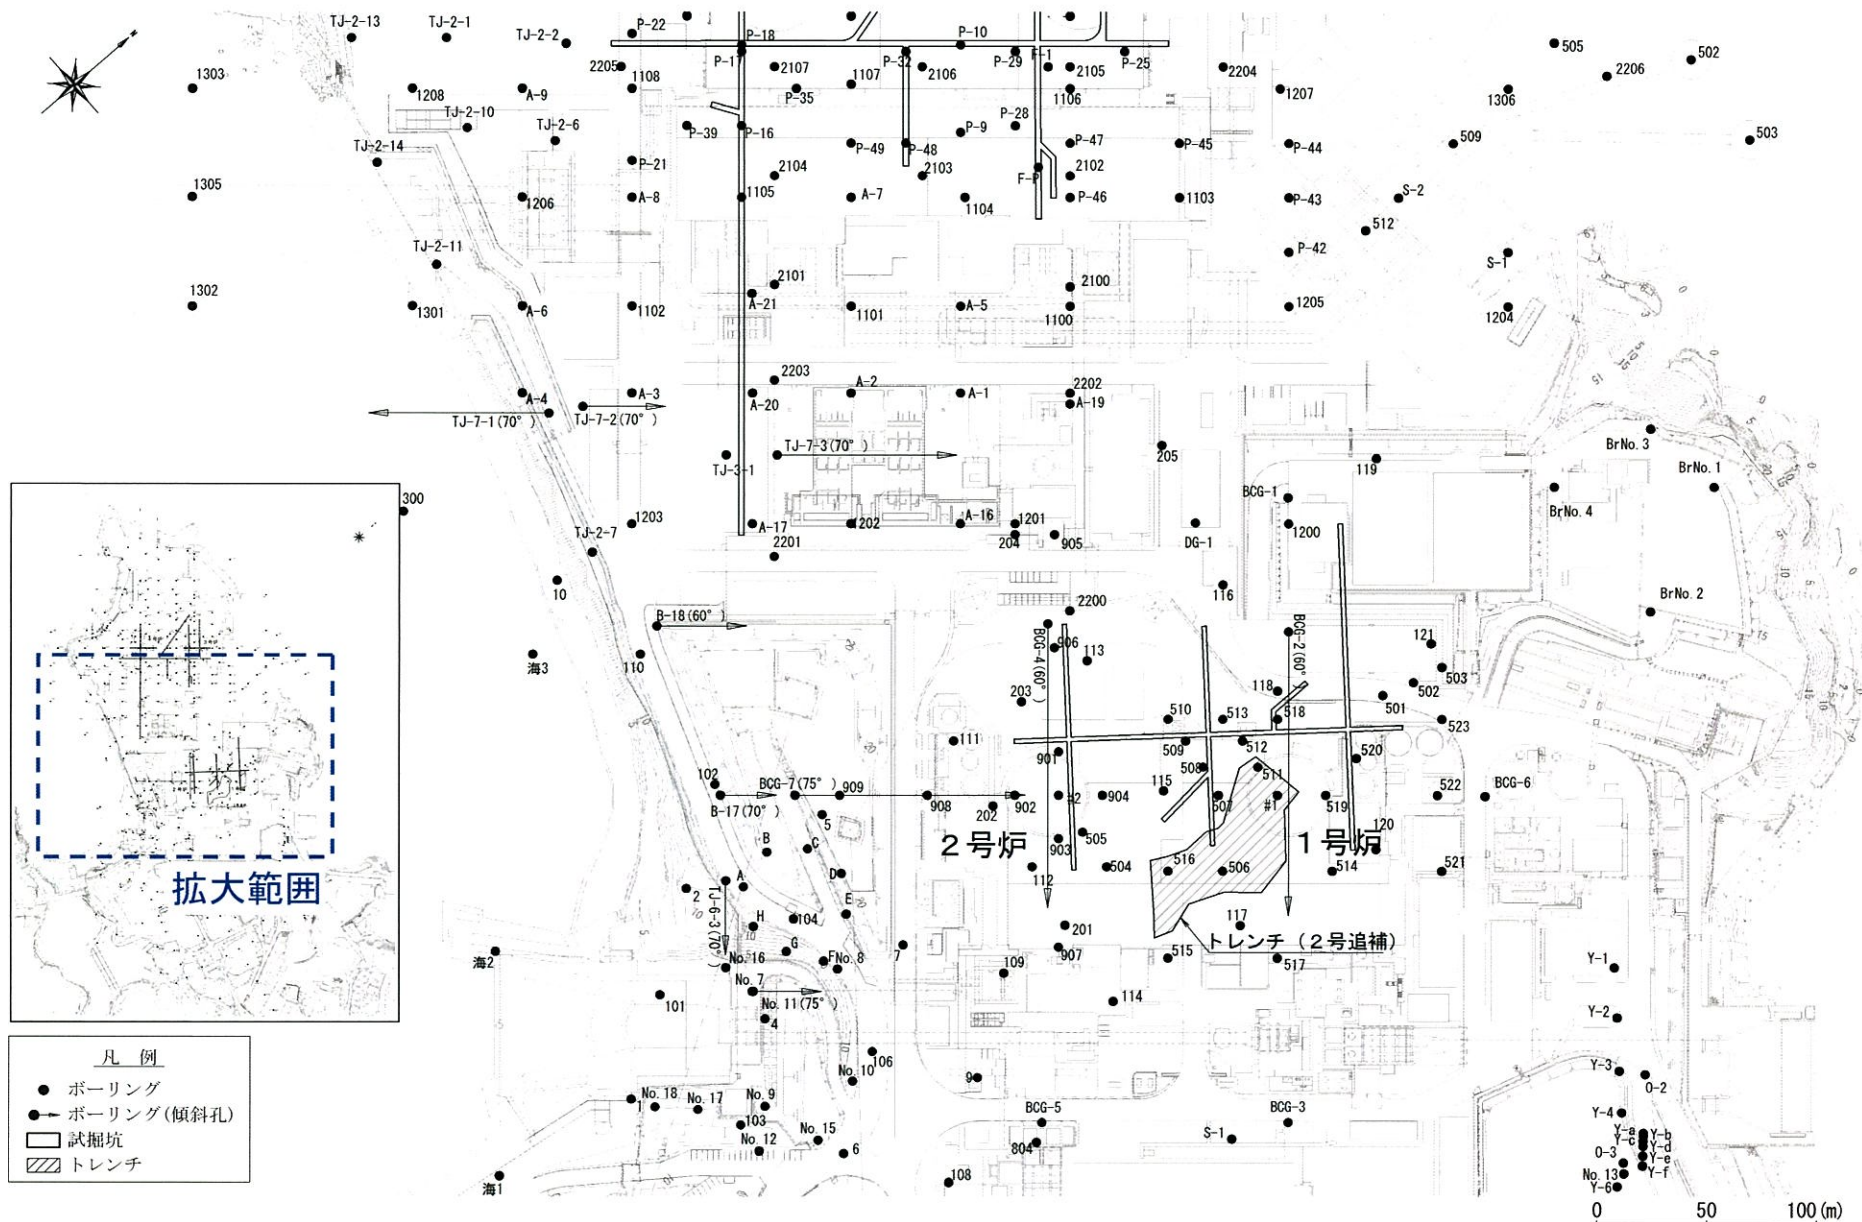 TJ-2-13
TJ-2-1
TJ-2-2
P-22
P-18
P-10
505
502
2205
1108
P-17
2107
1107
P-32
2106
P-29
F-1
2105
P-25
2204
2206
1303
1208
A-9
P-35
1106
1207
1306
TJ-2-10
TJ-2-6
P-39
P-16
P-9
P-28
TJ-2-14
P-21
P-49
P-48
P-47
P-45
P-44
509
503
2104
2103
F-P
2102
1305
1206
A-8
1105
A-7
1104
P-46
1103
P-43
S-2
512
TJ-2-11
P-42
S-1
2101
2100
1302
1301
A-6
1102
A-21
1101
A-5
1100
1205
1204
2203
A-2
A-1
2202
A-4
A-3
A-20
A-19
TJ-7-1(70°)
TJ-7-2(70°)
TJ-7-3(70°)
TJ-3-1
205
119
BrNo.3
BrNo.1
BCG-1
BrNo.4
300
1203
A-17
1202
A-16
1201
204
905
DG-1
1200
TJ-2-7
2201
10
116
2200
BrNo.2
B-18(60°)
BCG-4(60°)
906
BCG-2(60°)
121
海3
110
113
503
118
502
203
501
510
513
518
523
111
509
512
901
520
508
511
102
BCG-7(75°)
909
115
522
BCG-6
B-17(70°)
908
202
902
#2
904
507
#1
519
5
505
120
2号炉
1号炉
B
C
903
拡大範囲
D
112
504
516
506
514
521
A
2
TJ-6-3(70°)
E
104
H
201
117
G
トレンチ (2号追補)
海2
No.16
F
No.8
7
907
515
517
Y-1
109
No.7
101
No.11(75°)
114
4
Y-2
凡 例
106
No.10
9
Y-3
O-2
ボーリング
ボーリング(傾斜孔)
試掘坑
トレンチ
1
No.18
No.17
No.9
BCG-5
BCG-3
Y-4
103
No.15
804
S-1
Y-a
Y-b
Y-c
Y-d
No.12
6
O-3
Y-e
Y-f
海1
108
No.13
Y-6
0 50 100(m)